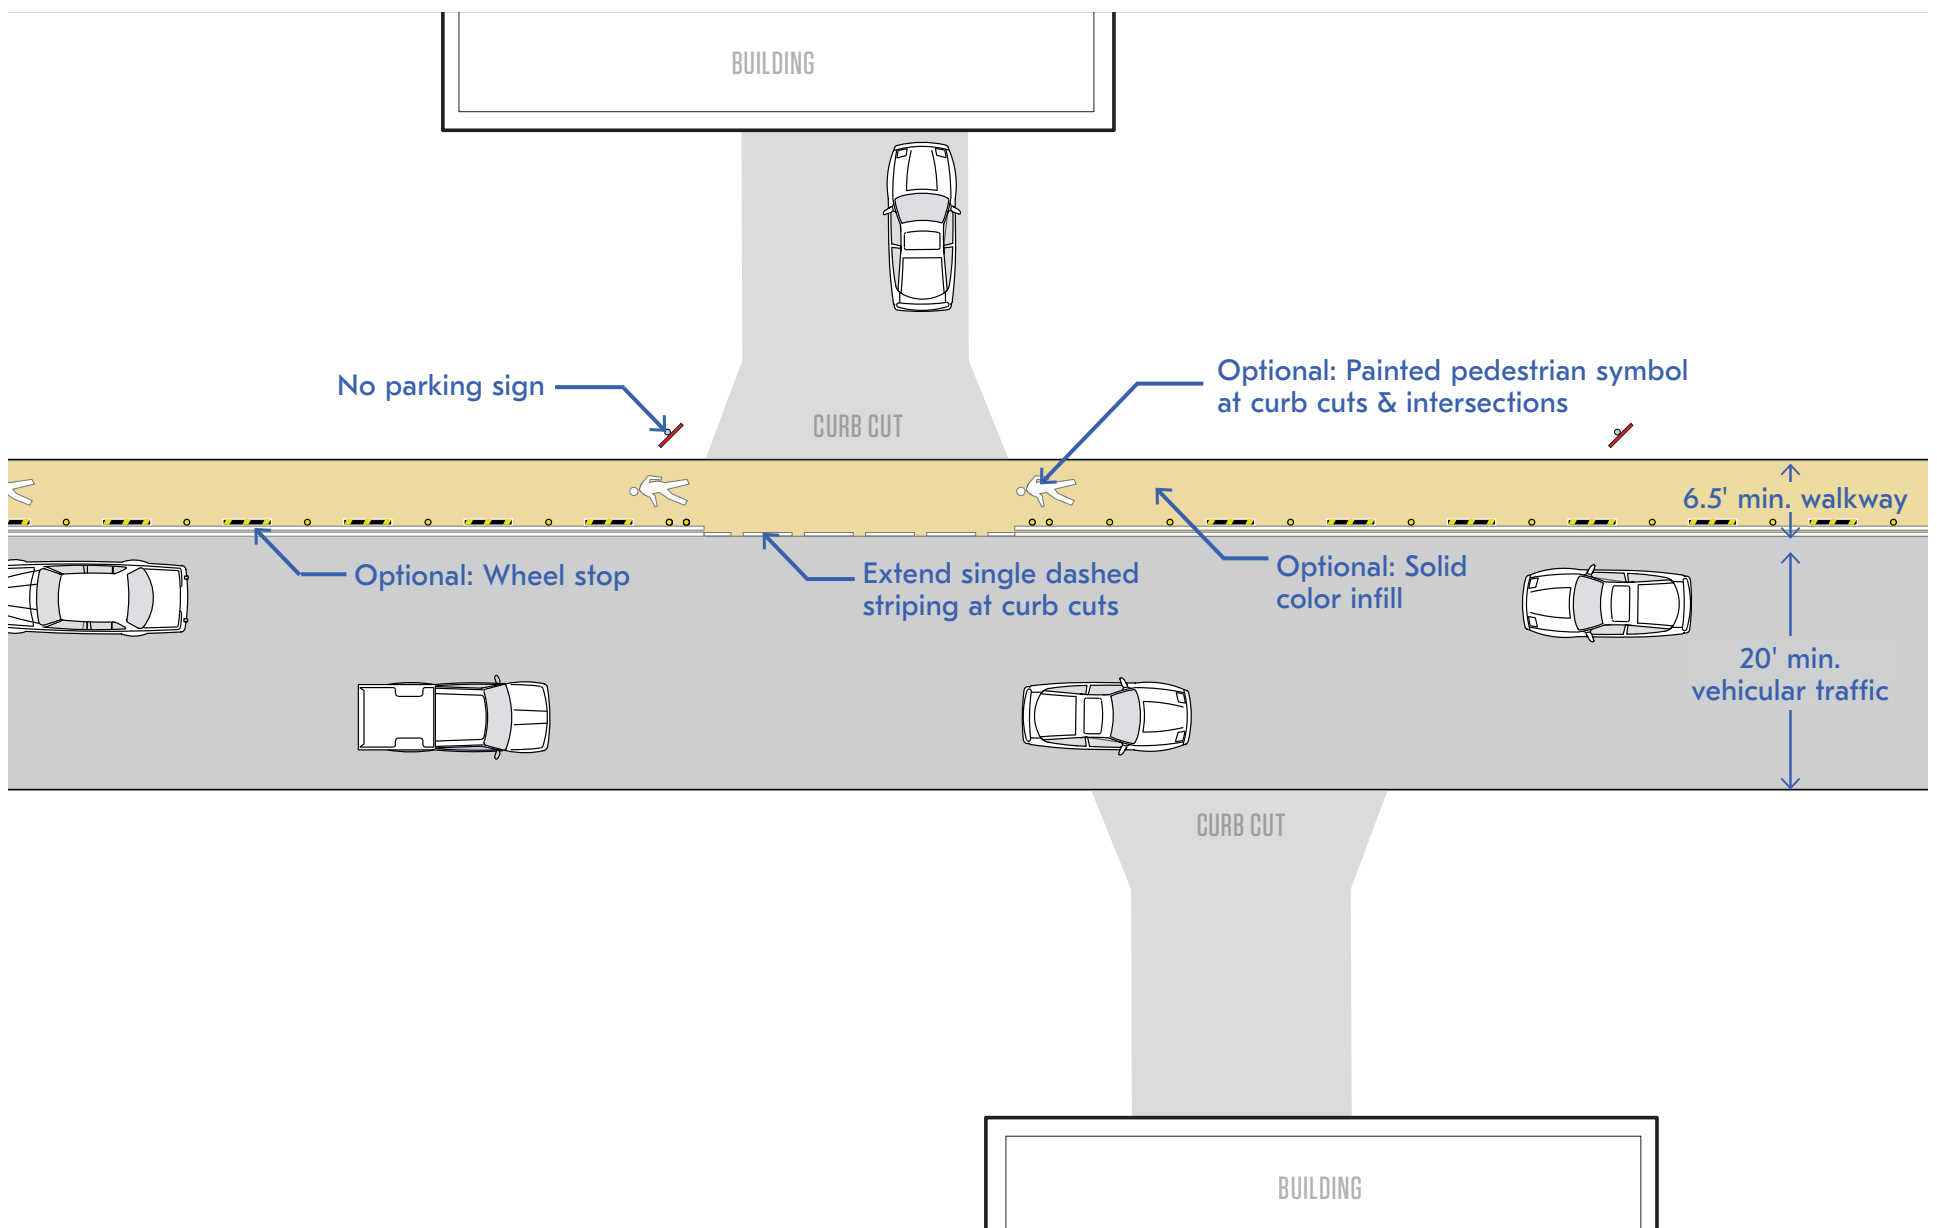 BUILDING
No parking sign
Optional: Painted pedestrian symbol
at curb cuts & intersections
CURB CUT
6.5' min. walkway
Optional: Wheel stop
Extend single dashed
striping at curb cuts
Optional: Solid
color infill
20' min.
vehicular traffic
CURB CUT
BUILDING